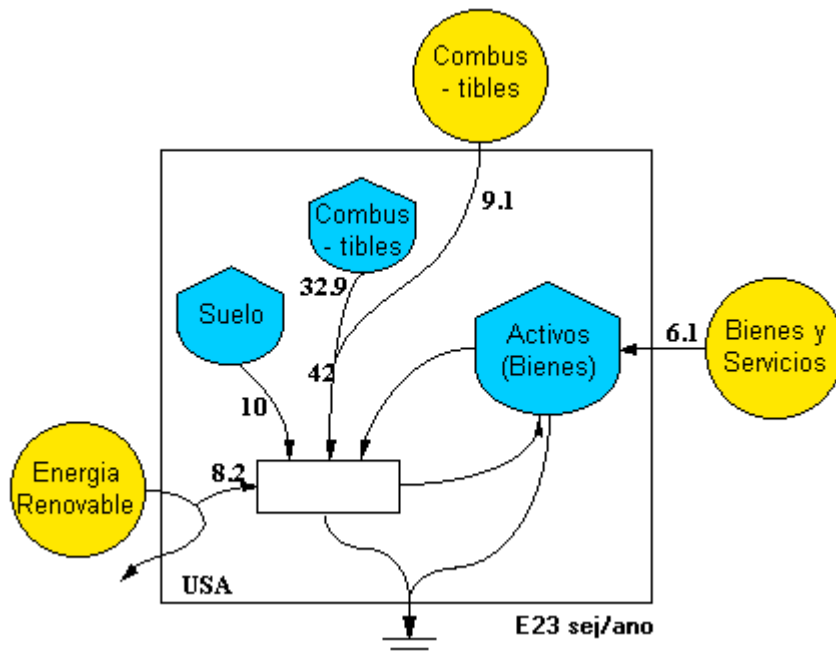 Combus
- tibles
9.1
Combus
- tibles
32.9
Suelo
Activos
(Bienes)
6.1
Bienes y
Servicios
42
10
Energia
Renovable
8.2
USA
E23 sej/ano